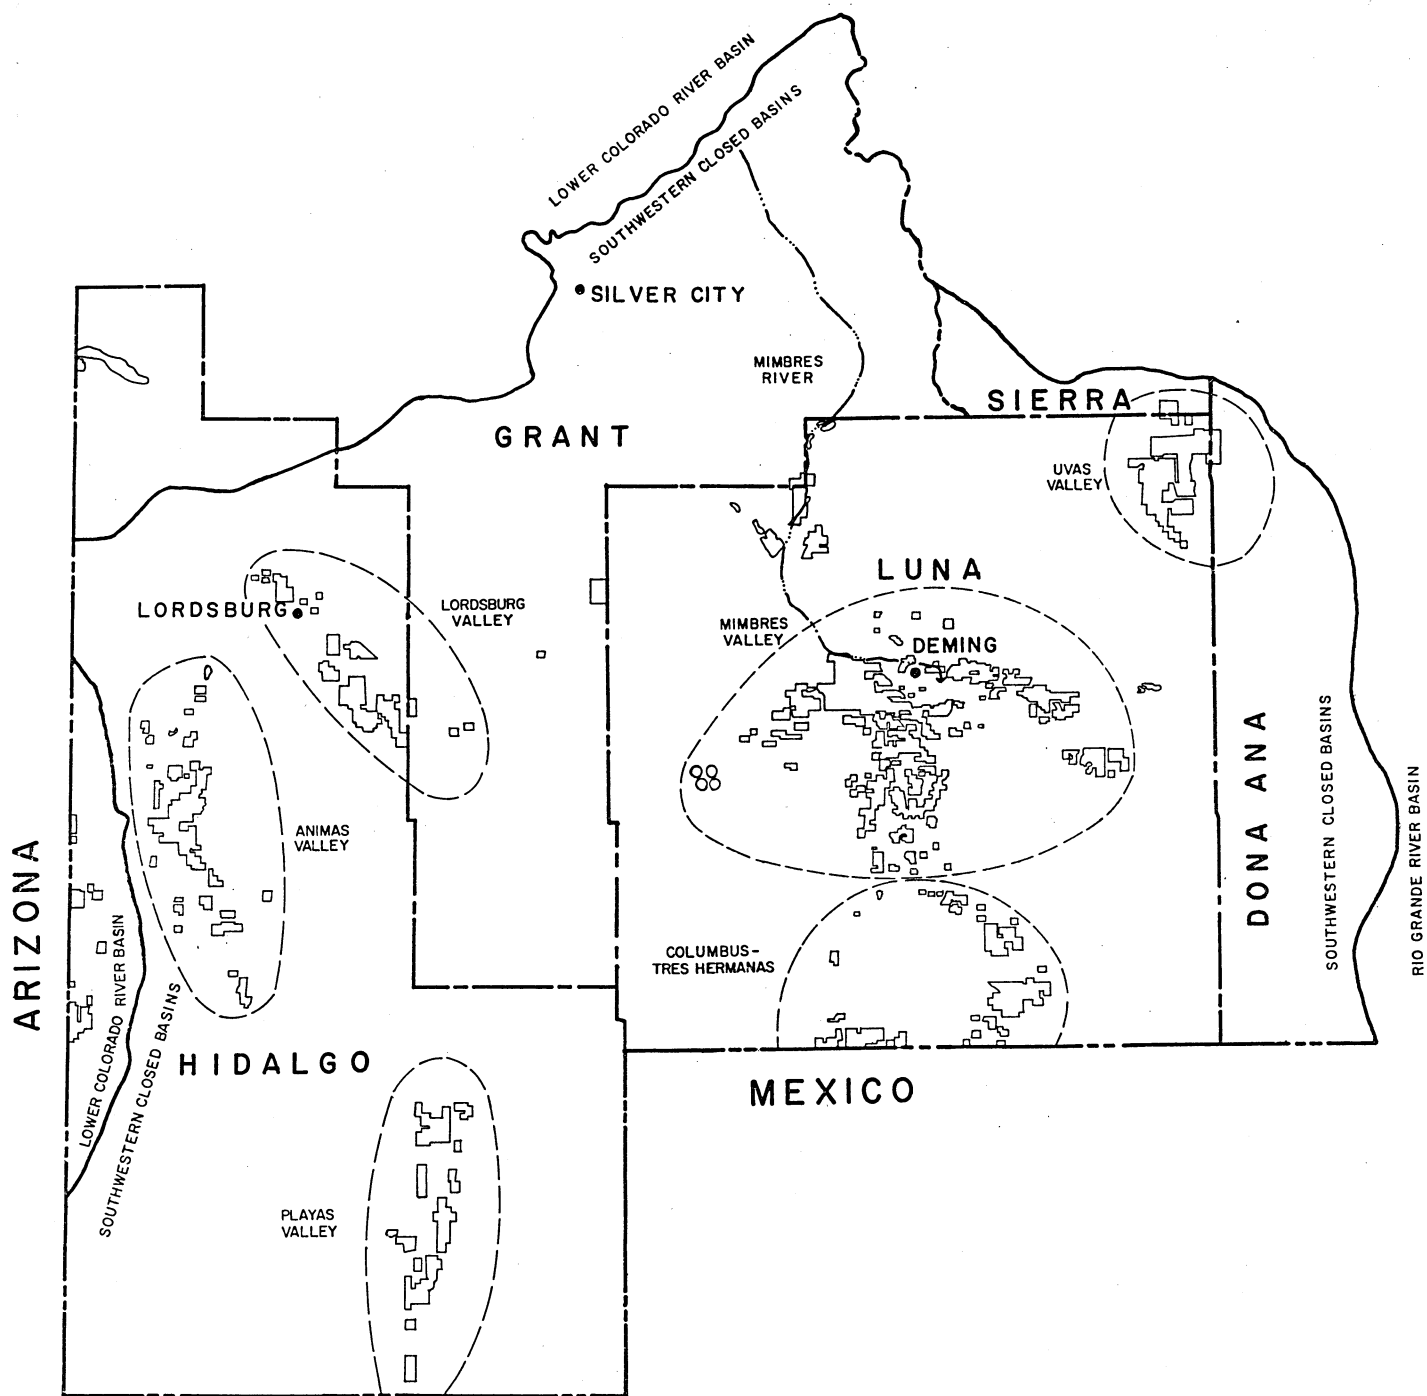 LOWER COLORADO RIVER BASIN
SOUTHWESTERN CLOSED BASINS
SILVER CITY
MIMBRES
RIVER
SIERRA
GRANT
UVAS
VALLEY
LUNA
LORDSBURG
LORDSBURG
VALLEY
MIMBRES
VALLEY
DEMING
ANIMAS
VALLEY
ARIZONA
DONA ANA
SOUTHWESTERN CLOSED BASINS
RIO GRANDE RIVER BASIN
COLUMBUS-
TRES HERMANAS
LOWER COLORADO RIVER BASIN
SOUTHWESTERN CLOSED BASINS
HIDALGO
MEXICO
PLAYAS
VALLEY